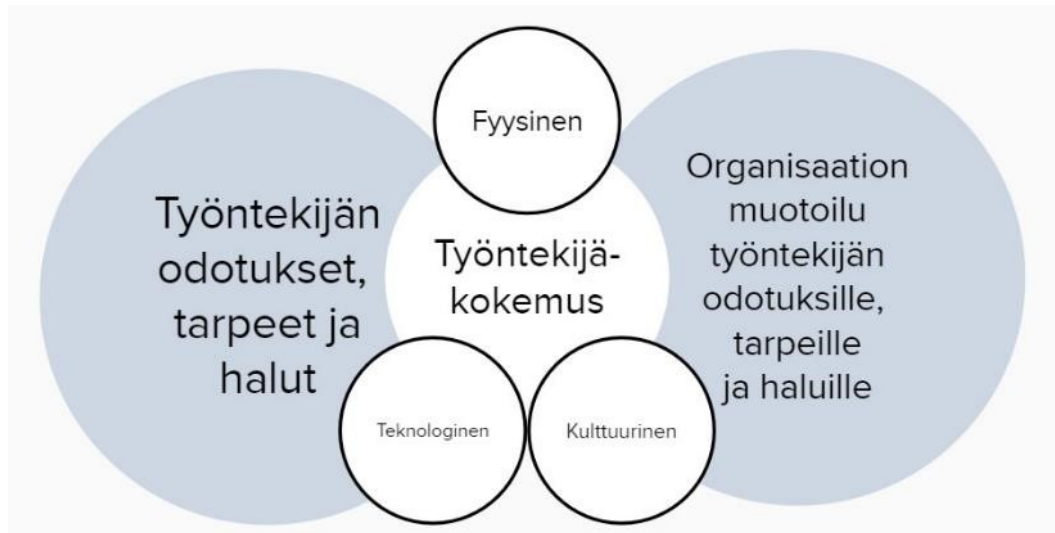 Fyysinen
Työntekijän
odotukset,
tarpeet ja
halut
Työntekijä-
kokemus
Organisaation
muotoilu
työntekijän
odotuksille,
tarpeille
ja haluille
Teknologinen
Kulttuurinen